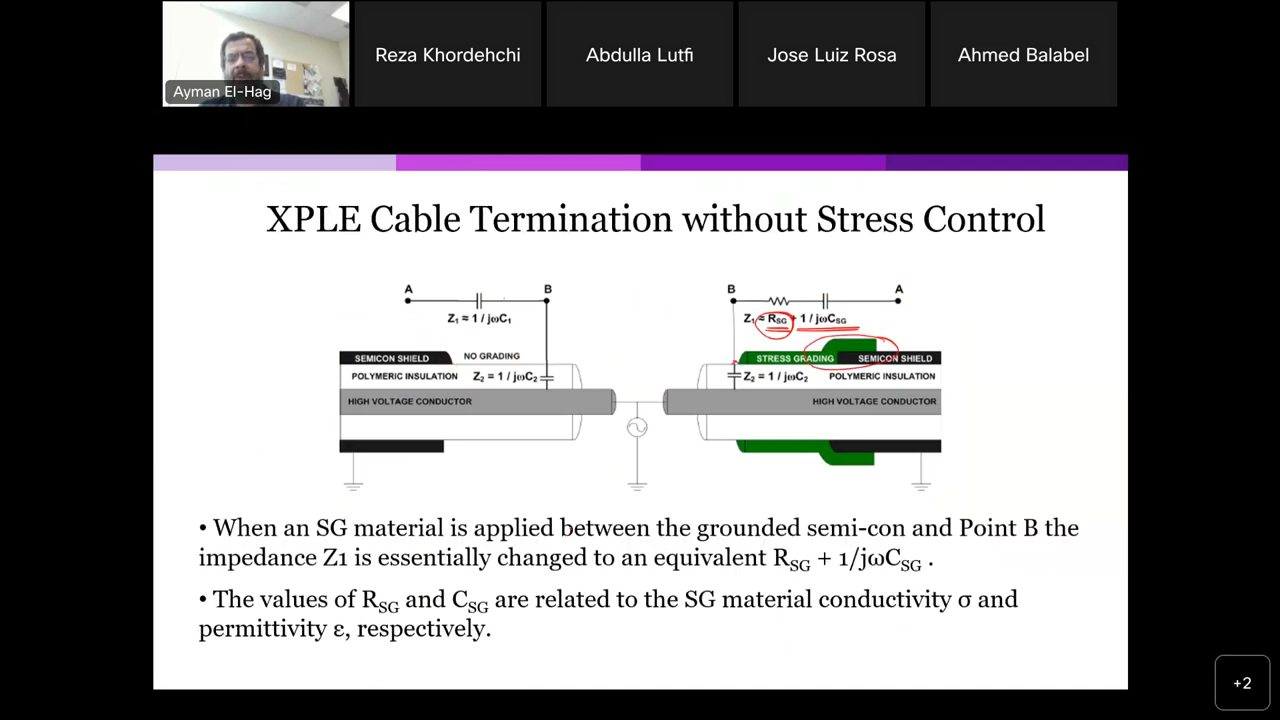 Ayman El-Hag
Reza Khordehchi
Abdulla Lutfi
Jose Luiz Rosa
Ahmed Balabel
XPLE Cable Termination without Stress Control
A
B
Z1 ≈ 1 / jωC1
SEMICON SHIELD
NO GRADING
POLYMERIC INSULATION
Z2 = 1 / jωC2
HIGH VOLTAGE CONDUCTOR
B
A
Z1 ≈ RSG + 1 / jωCSG
STRESS GRADING
SEMICON SHIELD
Z2 = 1 / jωC2
POLYMERIC INSULATION
HIGH VOLTAGE CONDUCTOR
• When an SG material is applied between the grounded semi-con and Point B the
impedance Z1 is essentially changed to an equivalent RSG + 1/jωCSG .
• The values of RSG and CSG are related to the SG material conductivity σ and
permittivity ε, respectively.
+2